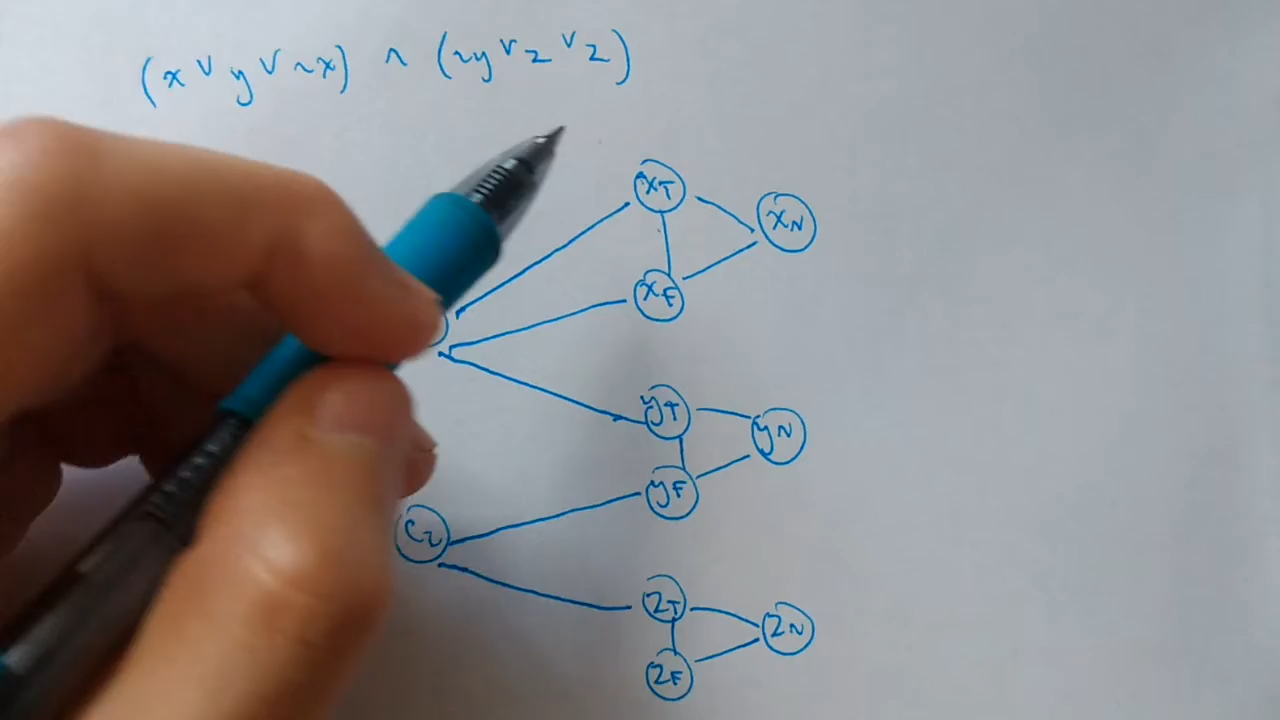 (x ∨ y ∨ ~x) ∧ (~y ∨ z ∨ z)
xT
xN
xF
yT
yN
yF
C2
zT
zN
zF